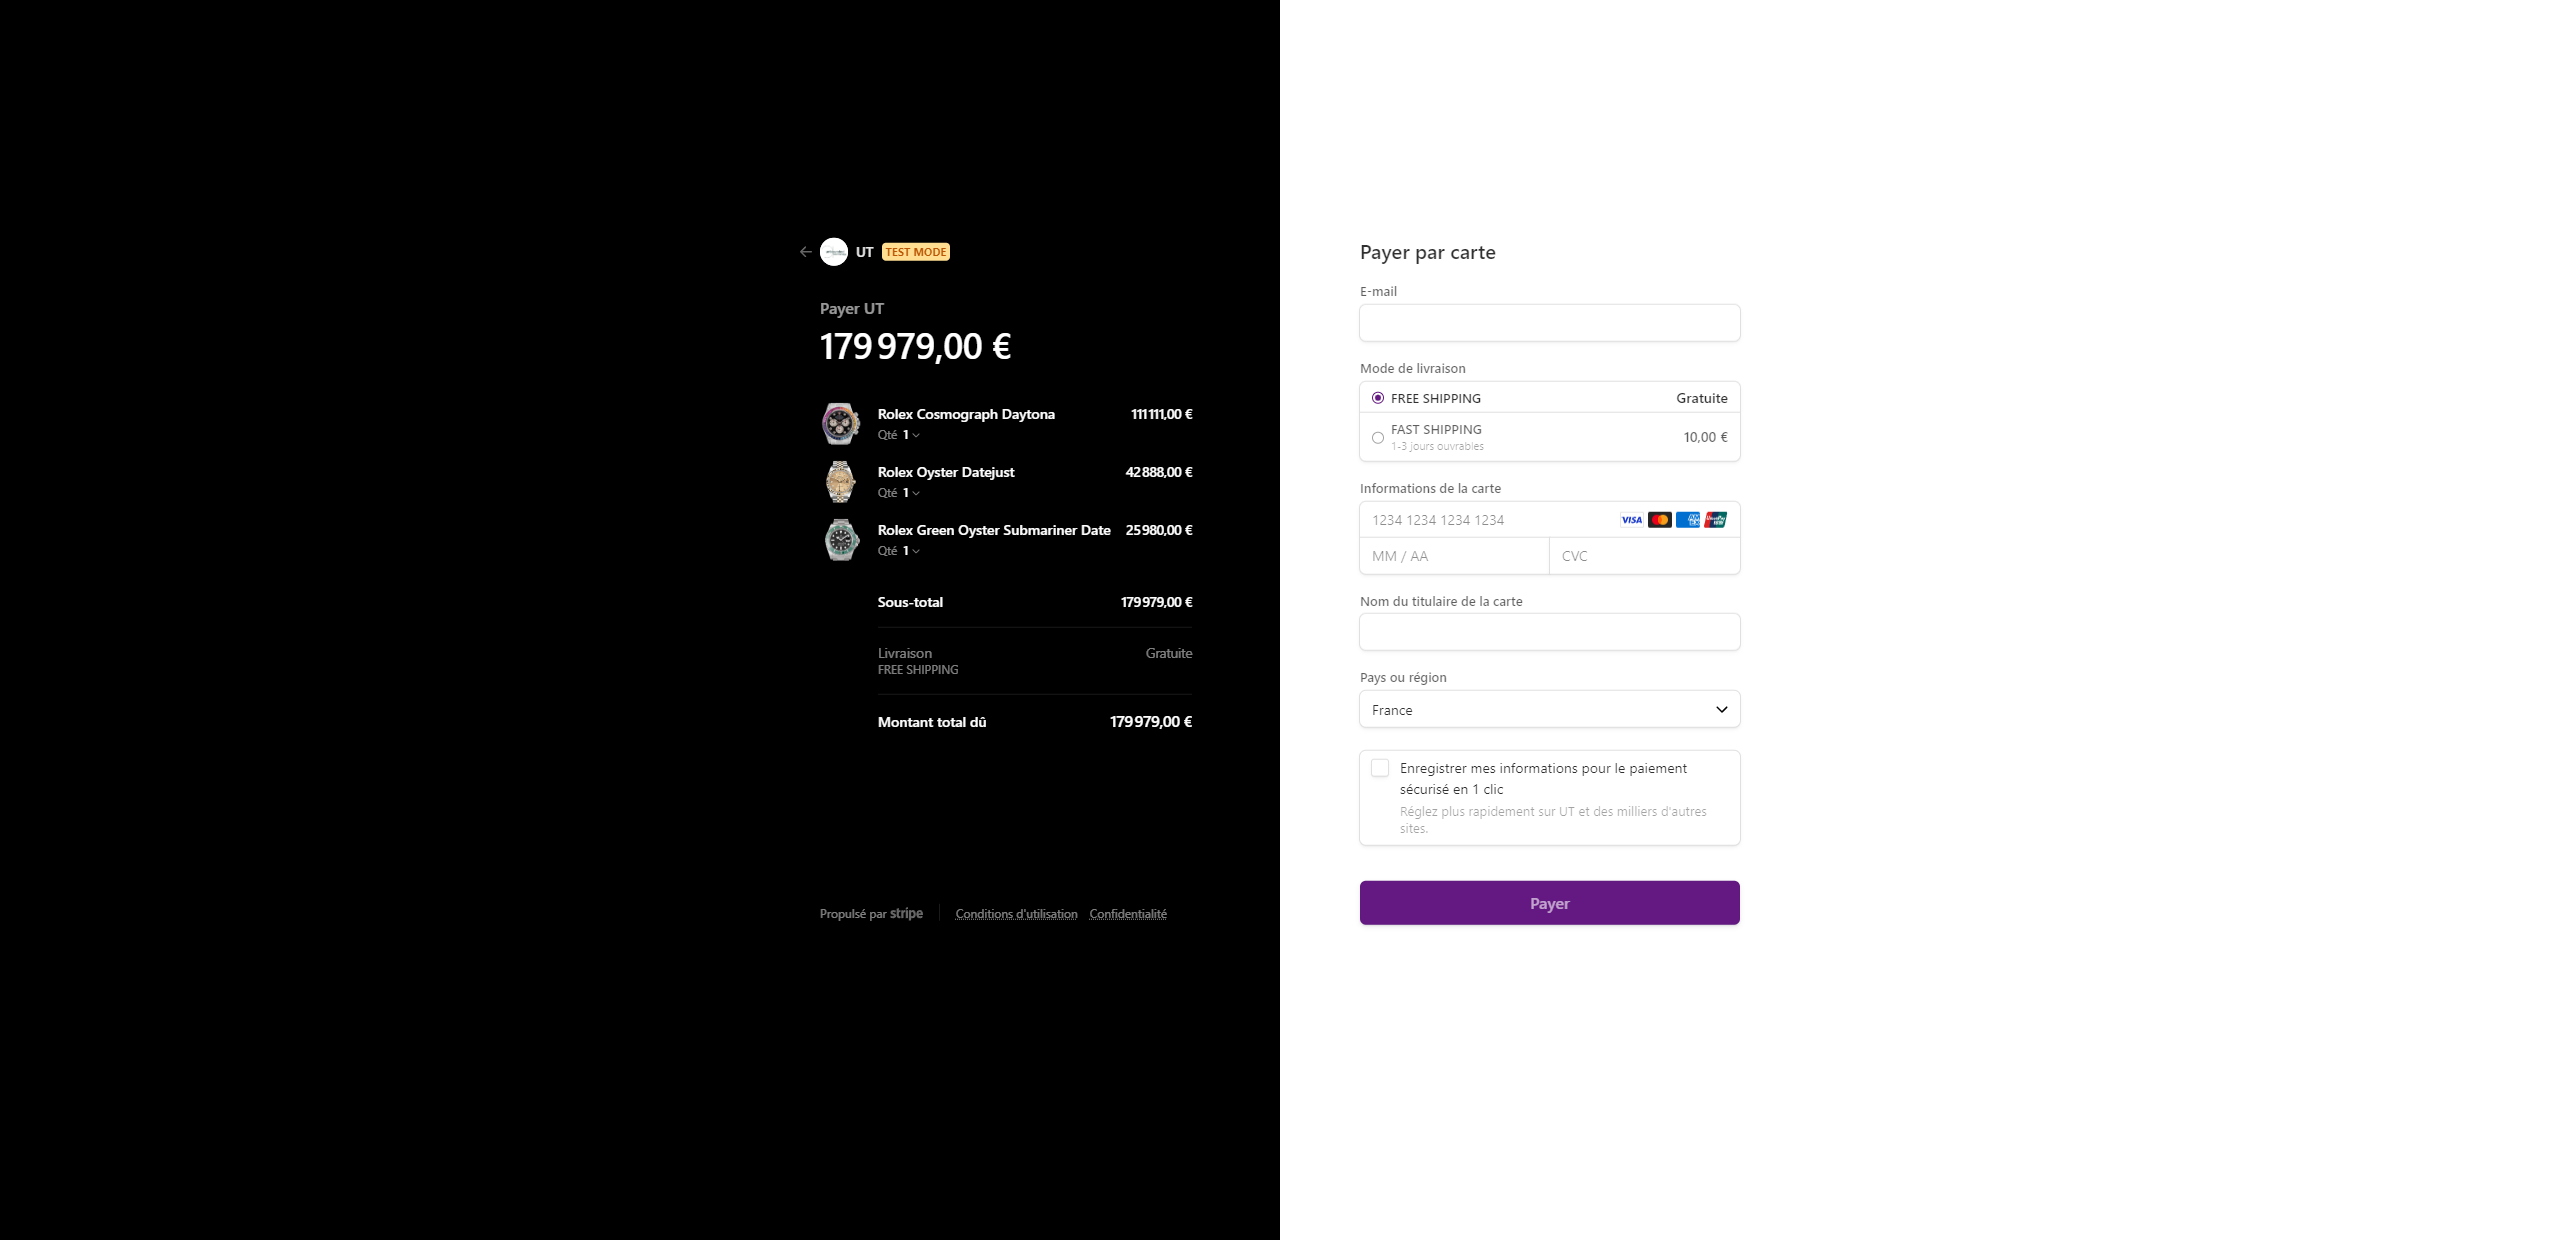 UT TEST MODE
Payer UT
179 979,00 €
Rolex Cosmograph Daytona 111 111,00 €
Qté 1
Rolex Oyster Datejust 42 888,00 €
Qté 1
Rolex Green Oyster Submariner Date 25 980,00 €
Qté 1
Sous-total 179 979,00 €
Livraison Gratuite
FREE SHIPPING
Montant total dû 179 979,00 €
Propulsé par stripe Conditions d'utilisation Confidentialité
Payer par carte
E-mail
Mode de livraison
FREE SHIPPING Gratuite
FAST SHIPPING 10,00 €
1-3 jours ouvrables
Informations de la carte
1234 1234 1234 1234 VISA
MM / AA CVC
Nom du titulaire de la carte
Pays ou région
France
Enregistrer mes informations pour le paiement
sécurisé en 1 clic
Réglez plus rapidement sur UT et des milliers d'autres
sites.
Payer